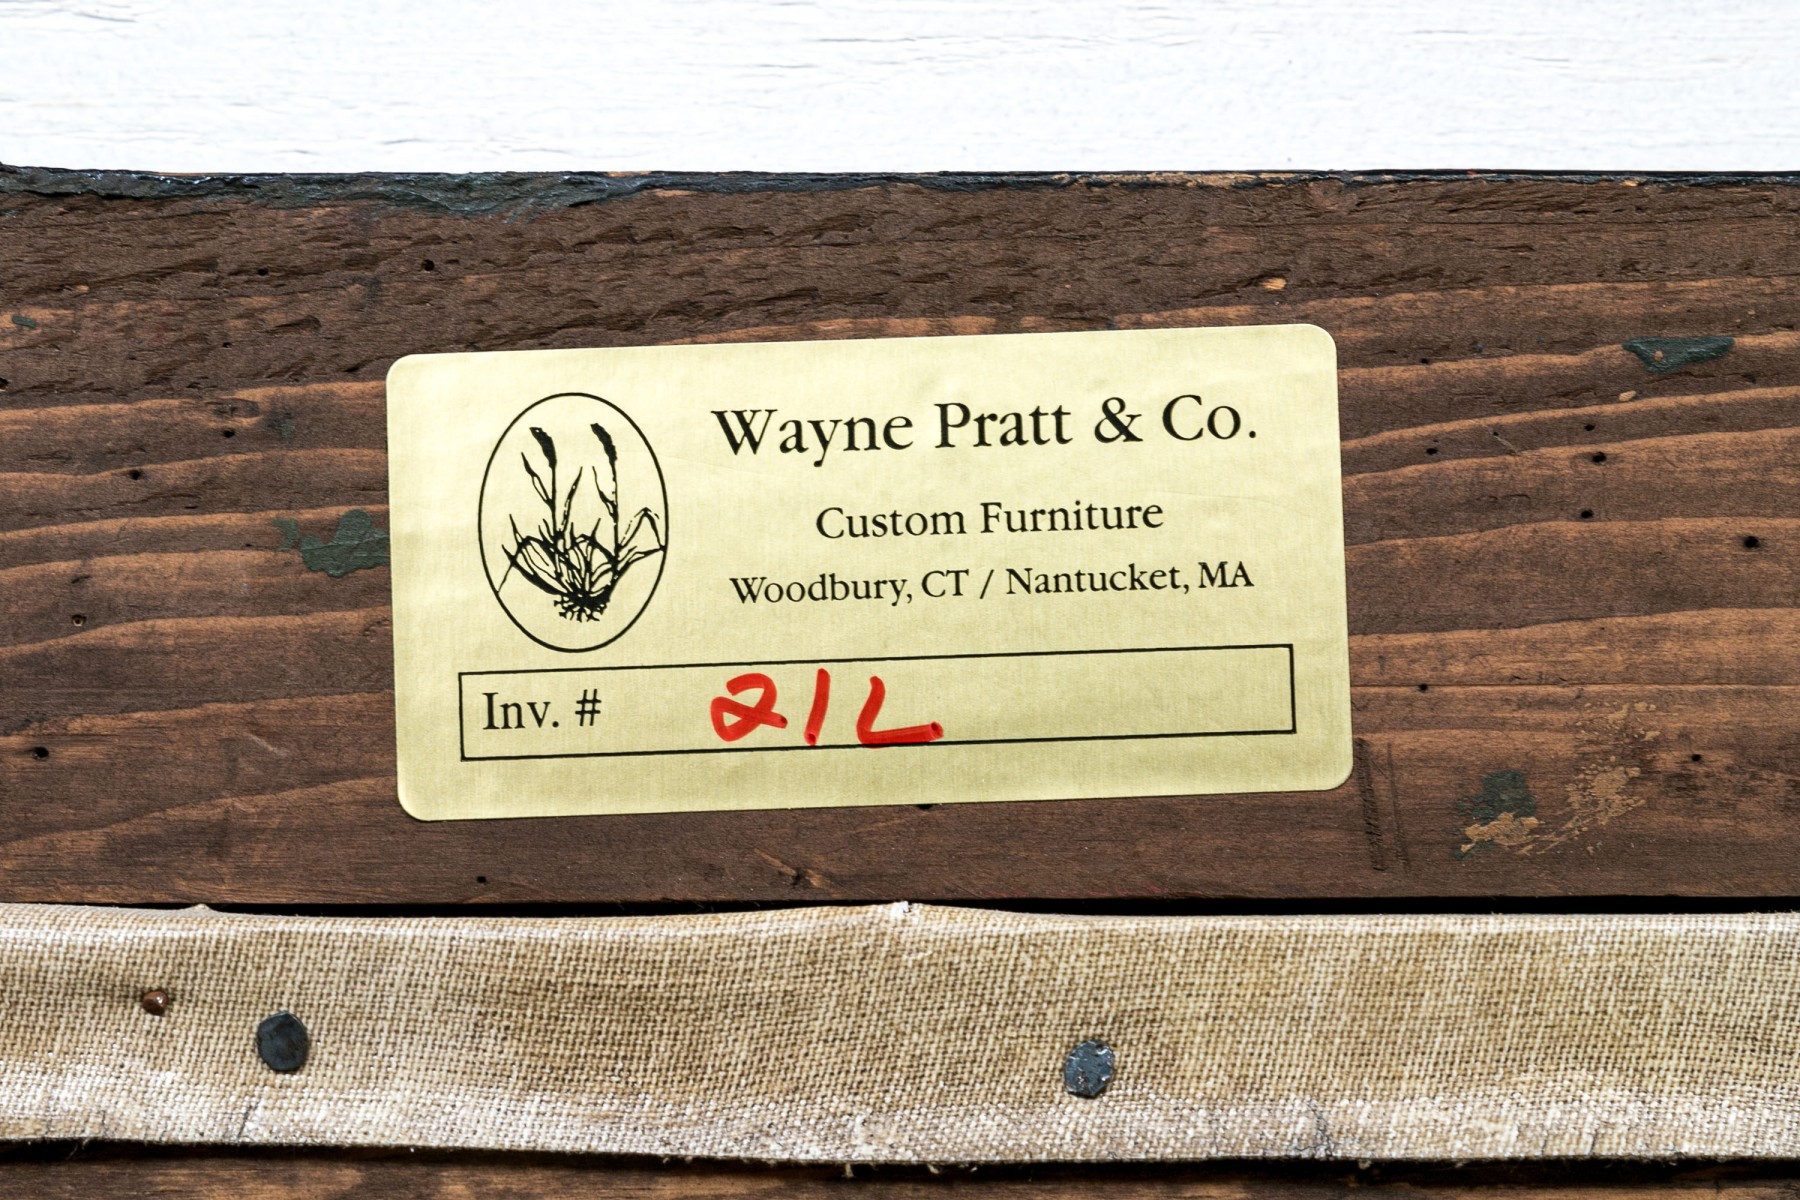 Wayne Pratt & Co.
Custom Furniture
Woodbury, CT / Nantucket, MA
Inv. # 21L